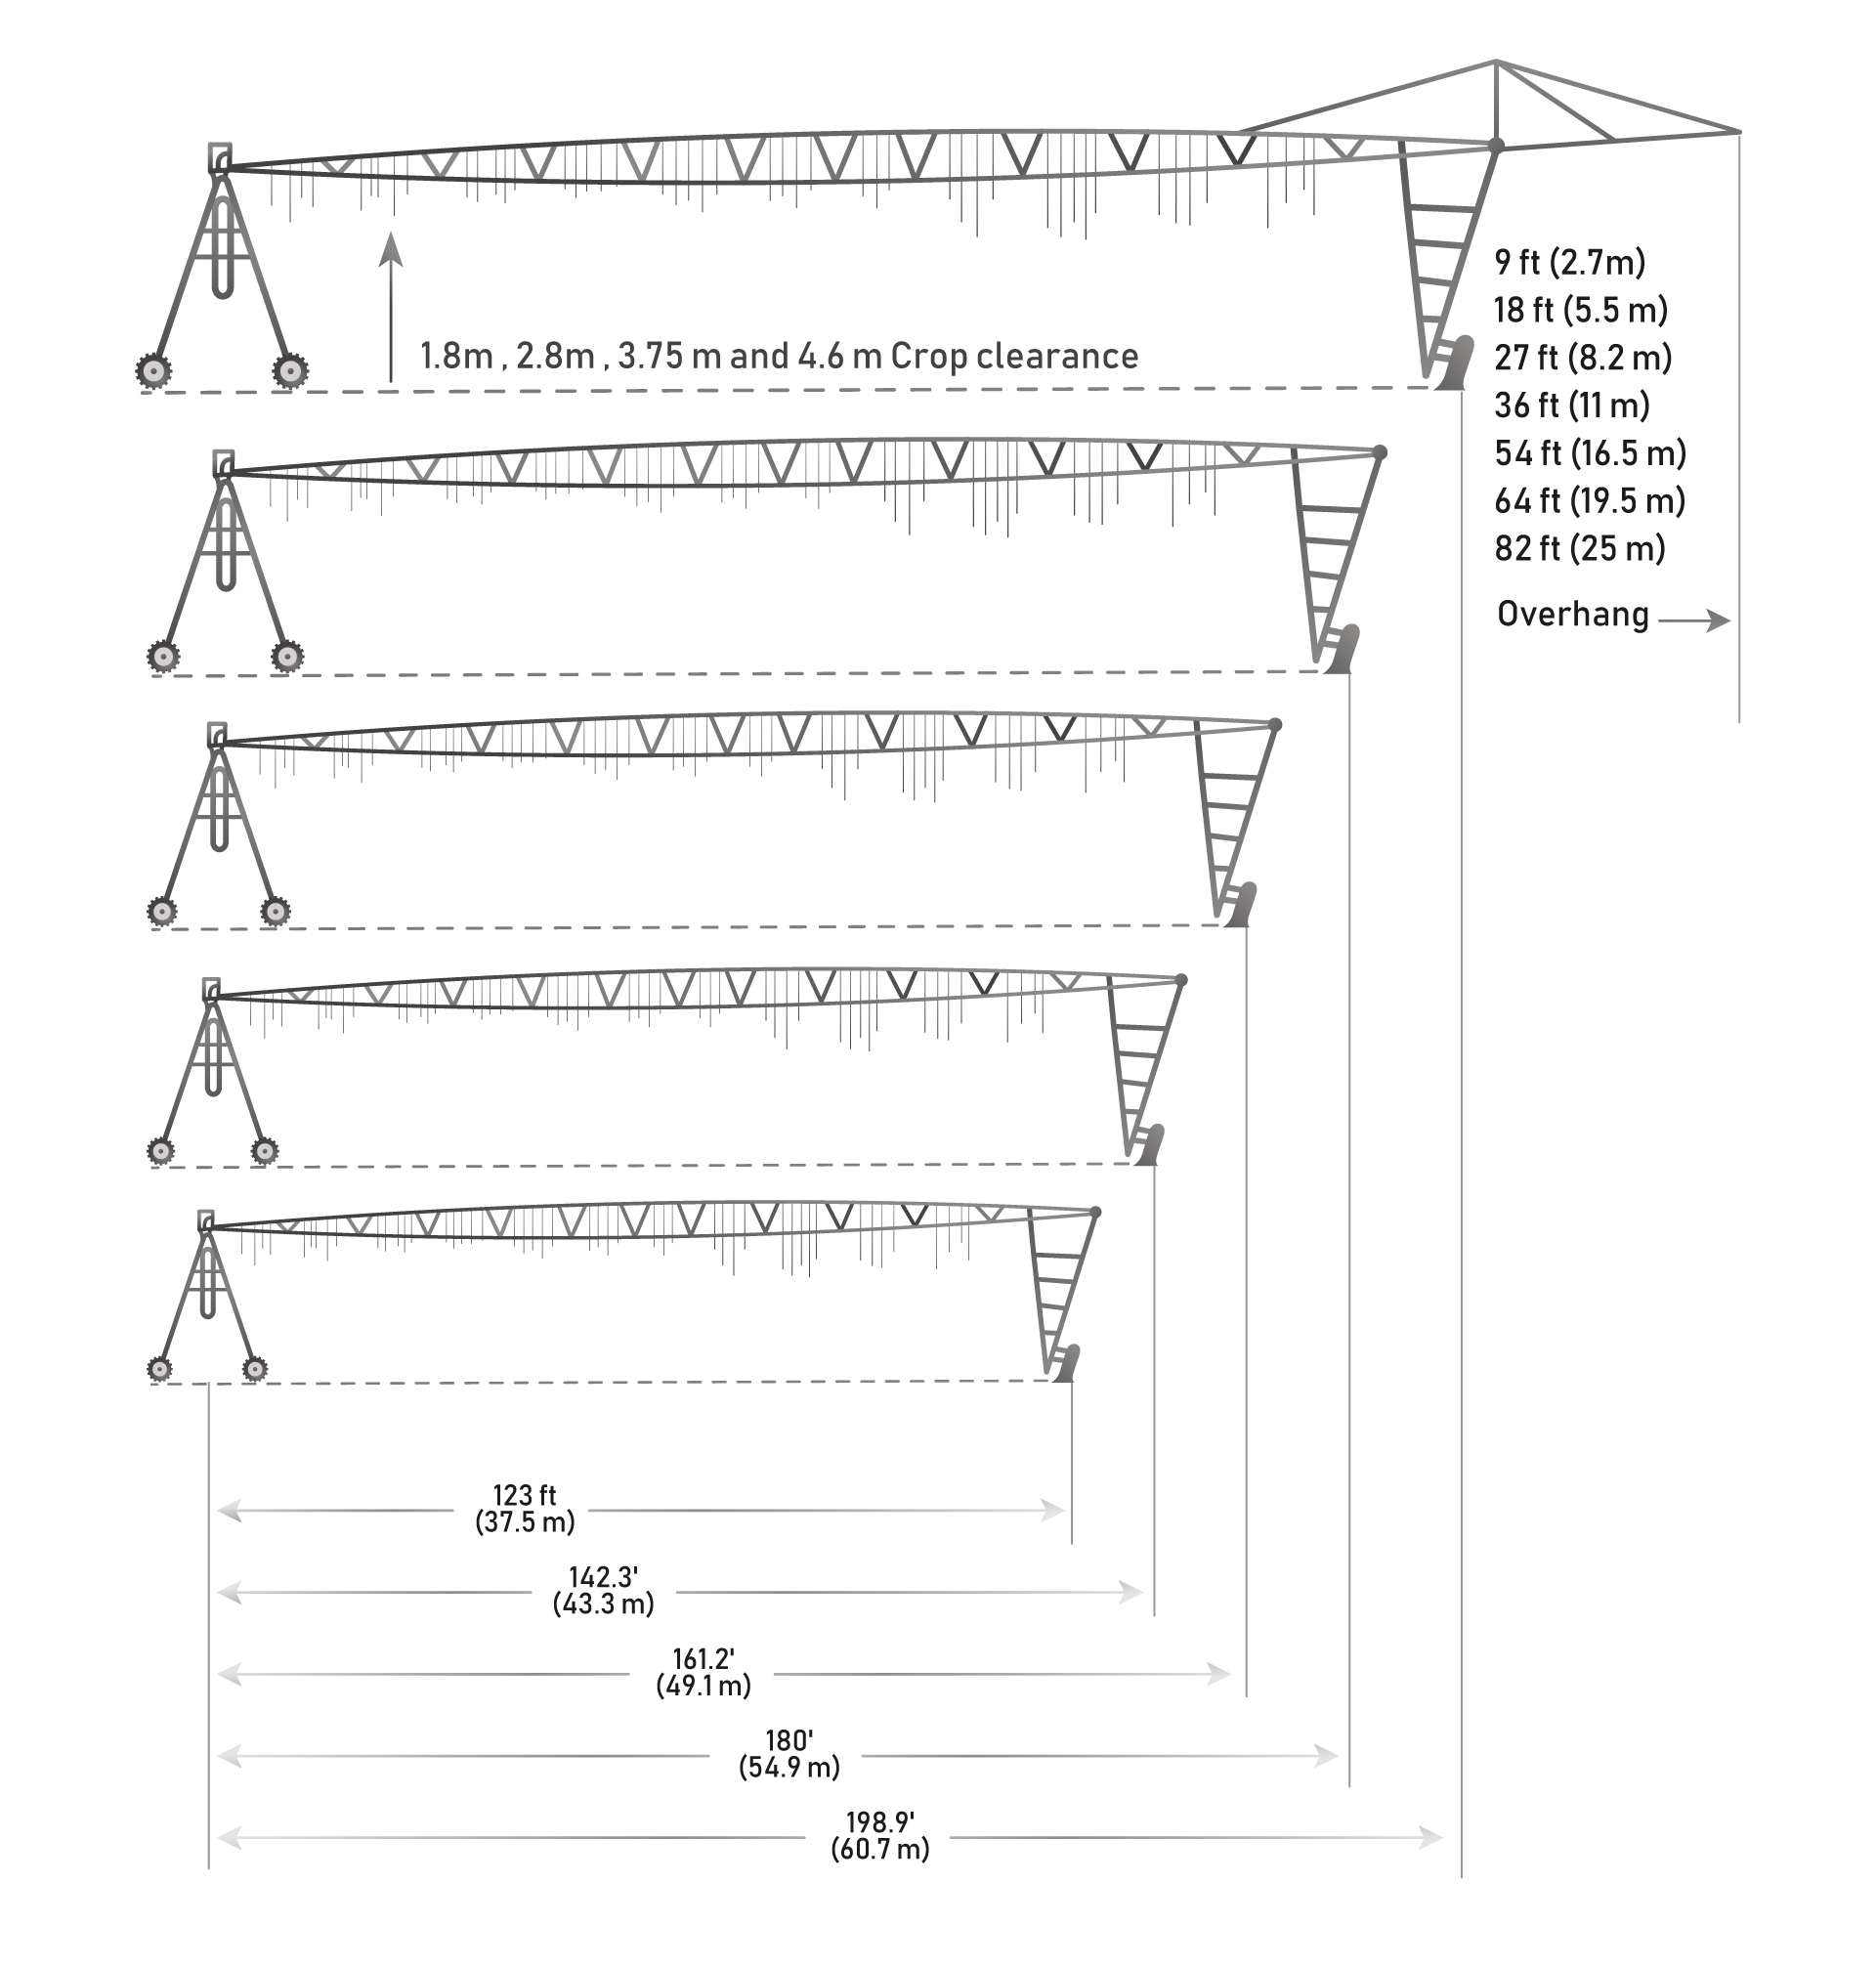 9 ft (2.7m)
18 ft (5.5 m)
1.8m , 2.8m , 3.75 m and 4.6 m Crop clearance
27 ft (8.2 m)
36 ft (11 m)
54 ft (16.5 m)
64 ft (19.5 m)
82 ft (25 m)
Overhang
123 ft
(37.5 m)
142.3'
(43.3 m)
161.2'
(49.1 m)
180'
(54.9 m)
198.9'
(60.7 m)